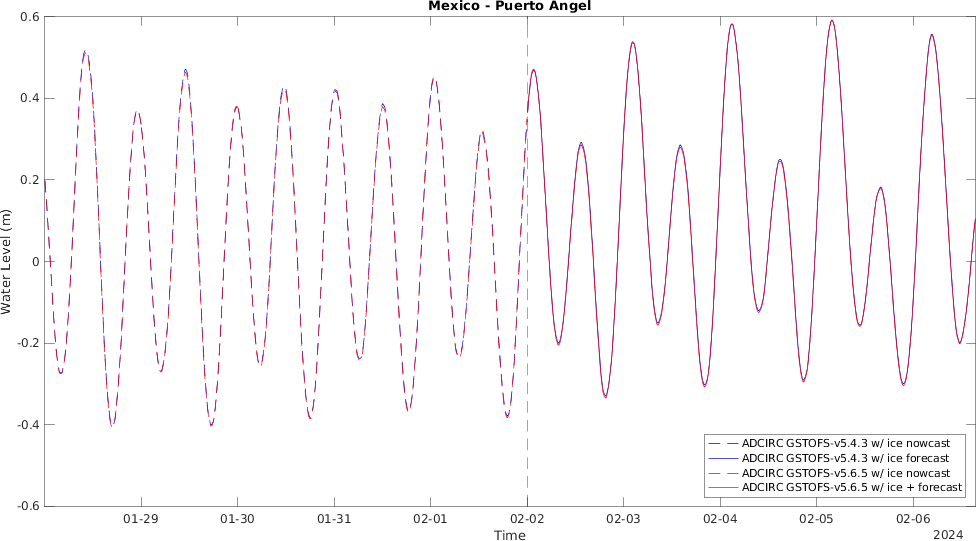 Mexico - Puerto Angel
0.6
0.4
0.2
0
-0.2
-0.4
-0.6
Water Level (m)
ADCIRC GSTOFS-v5.4.3 w/ ice nowcast
ADCIRC GSTOFS-v5.4.3 w/ ice forecast
ADCIRC GSTOFS-v5.6.5 w/ ice nowcast
ADCIRC GSTOFS-v5.6.5 w/ ice + forecast
01-29 01-30 01-31 02-01 02-02 02-03 02-04 02-05 02-06
Time
2024